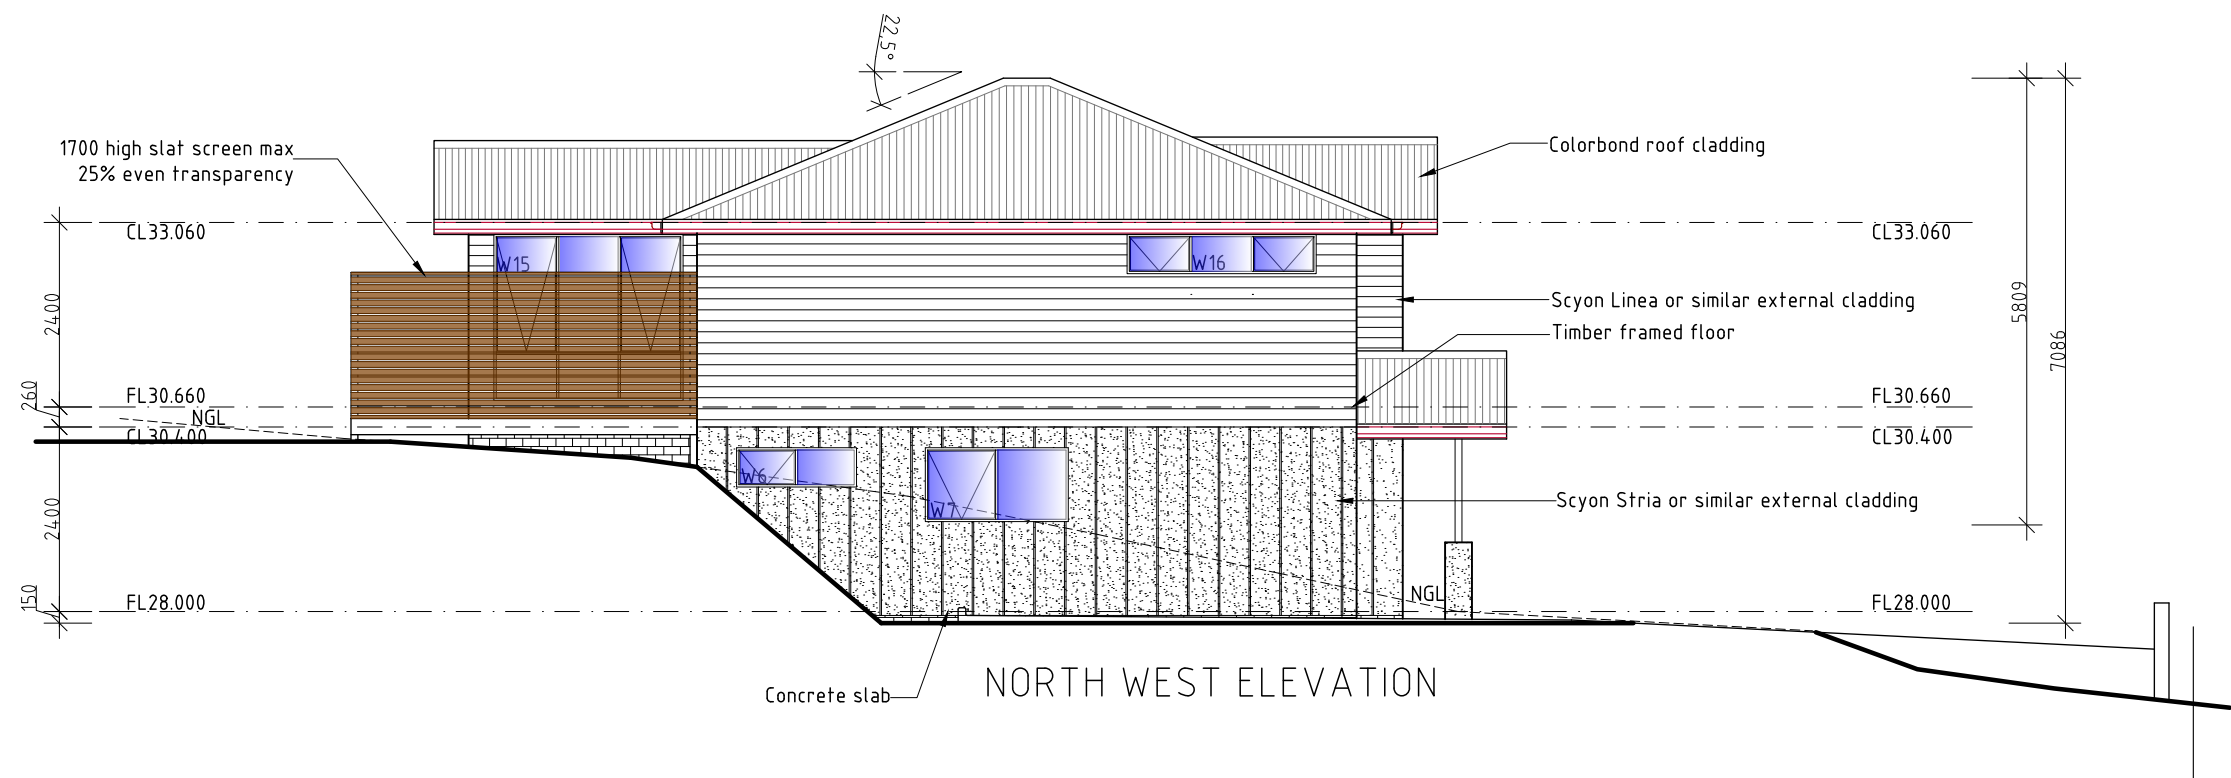 22,5°
1700 high slat screen max
25% even transparency
Colorbond roof cladding
CL33.060
CL33.060
W15
W16
2400
5809
Scyon Linea or similar external cladding
Timber framed floor
7086
260
FL30.660
FL30.660
NGL
CL30.400
CL30.400
W6
W7
2400
Scyon Stria or similar external cladding
150
FL28.000
NGL
FL28.000
Concrete slab
NORTH WEST ELEVATION